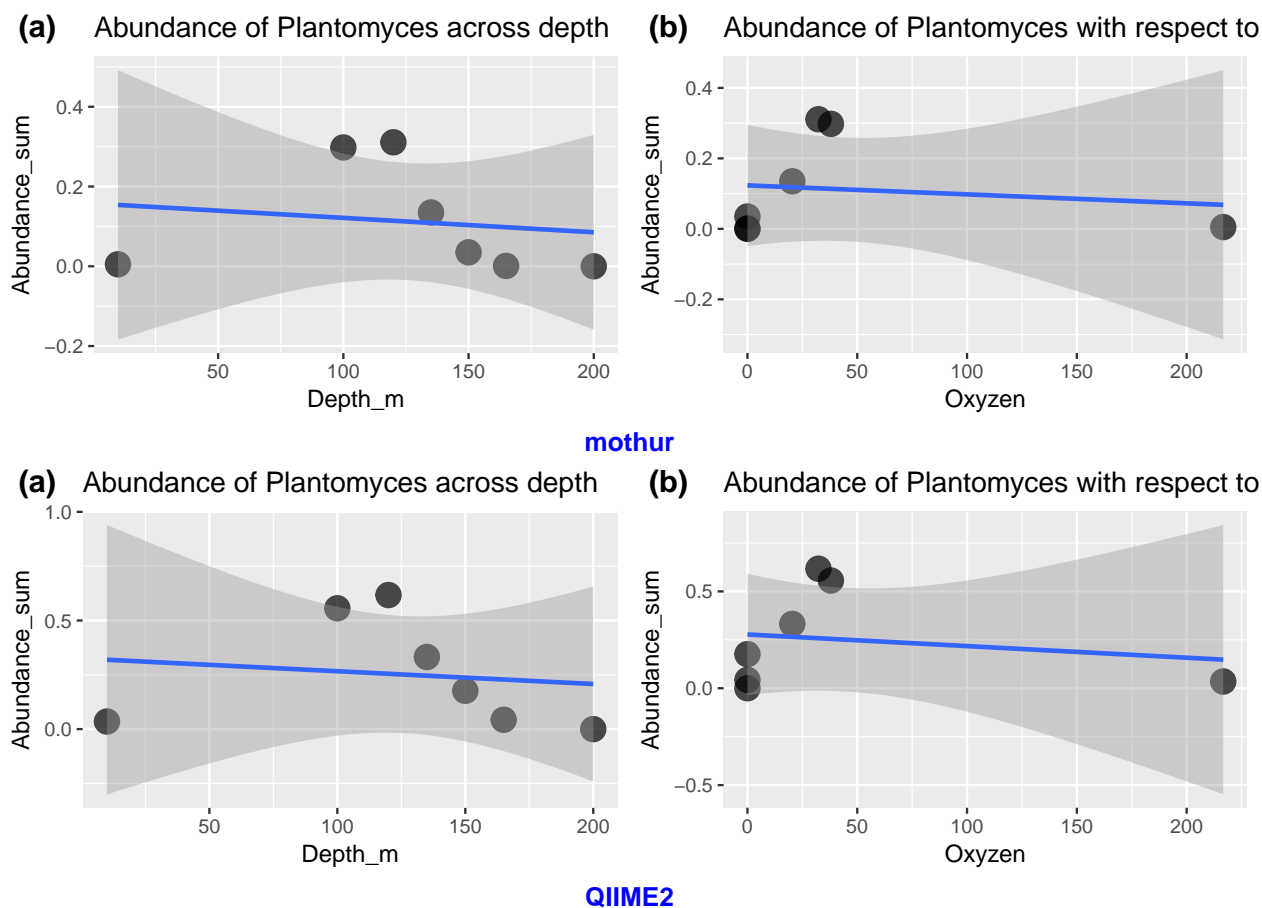 (a) Abundance of Plantomyces across depth
(b) Abundance of Plantomyces with respect to
Abundance_sum
0.4
0.2
0.0
−0.2
50 100 150 200
Depth_m
Abundance_sum
0.4
0.2
0.0
−0.2
0 50 100 150 200
Oxyzen
mothur
(a) Abundance of Plantomyces across depth
(b) Abundance of Plantomyces with respect to
Abundance_sum
1.0
0.5
0.0
50 100 150 200
Depth_m
Abundance_sum
0.5
0.0
−0.5
0 50 100 150 200
Oxyzen
QIIME2